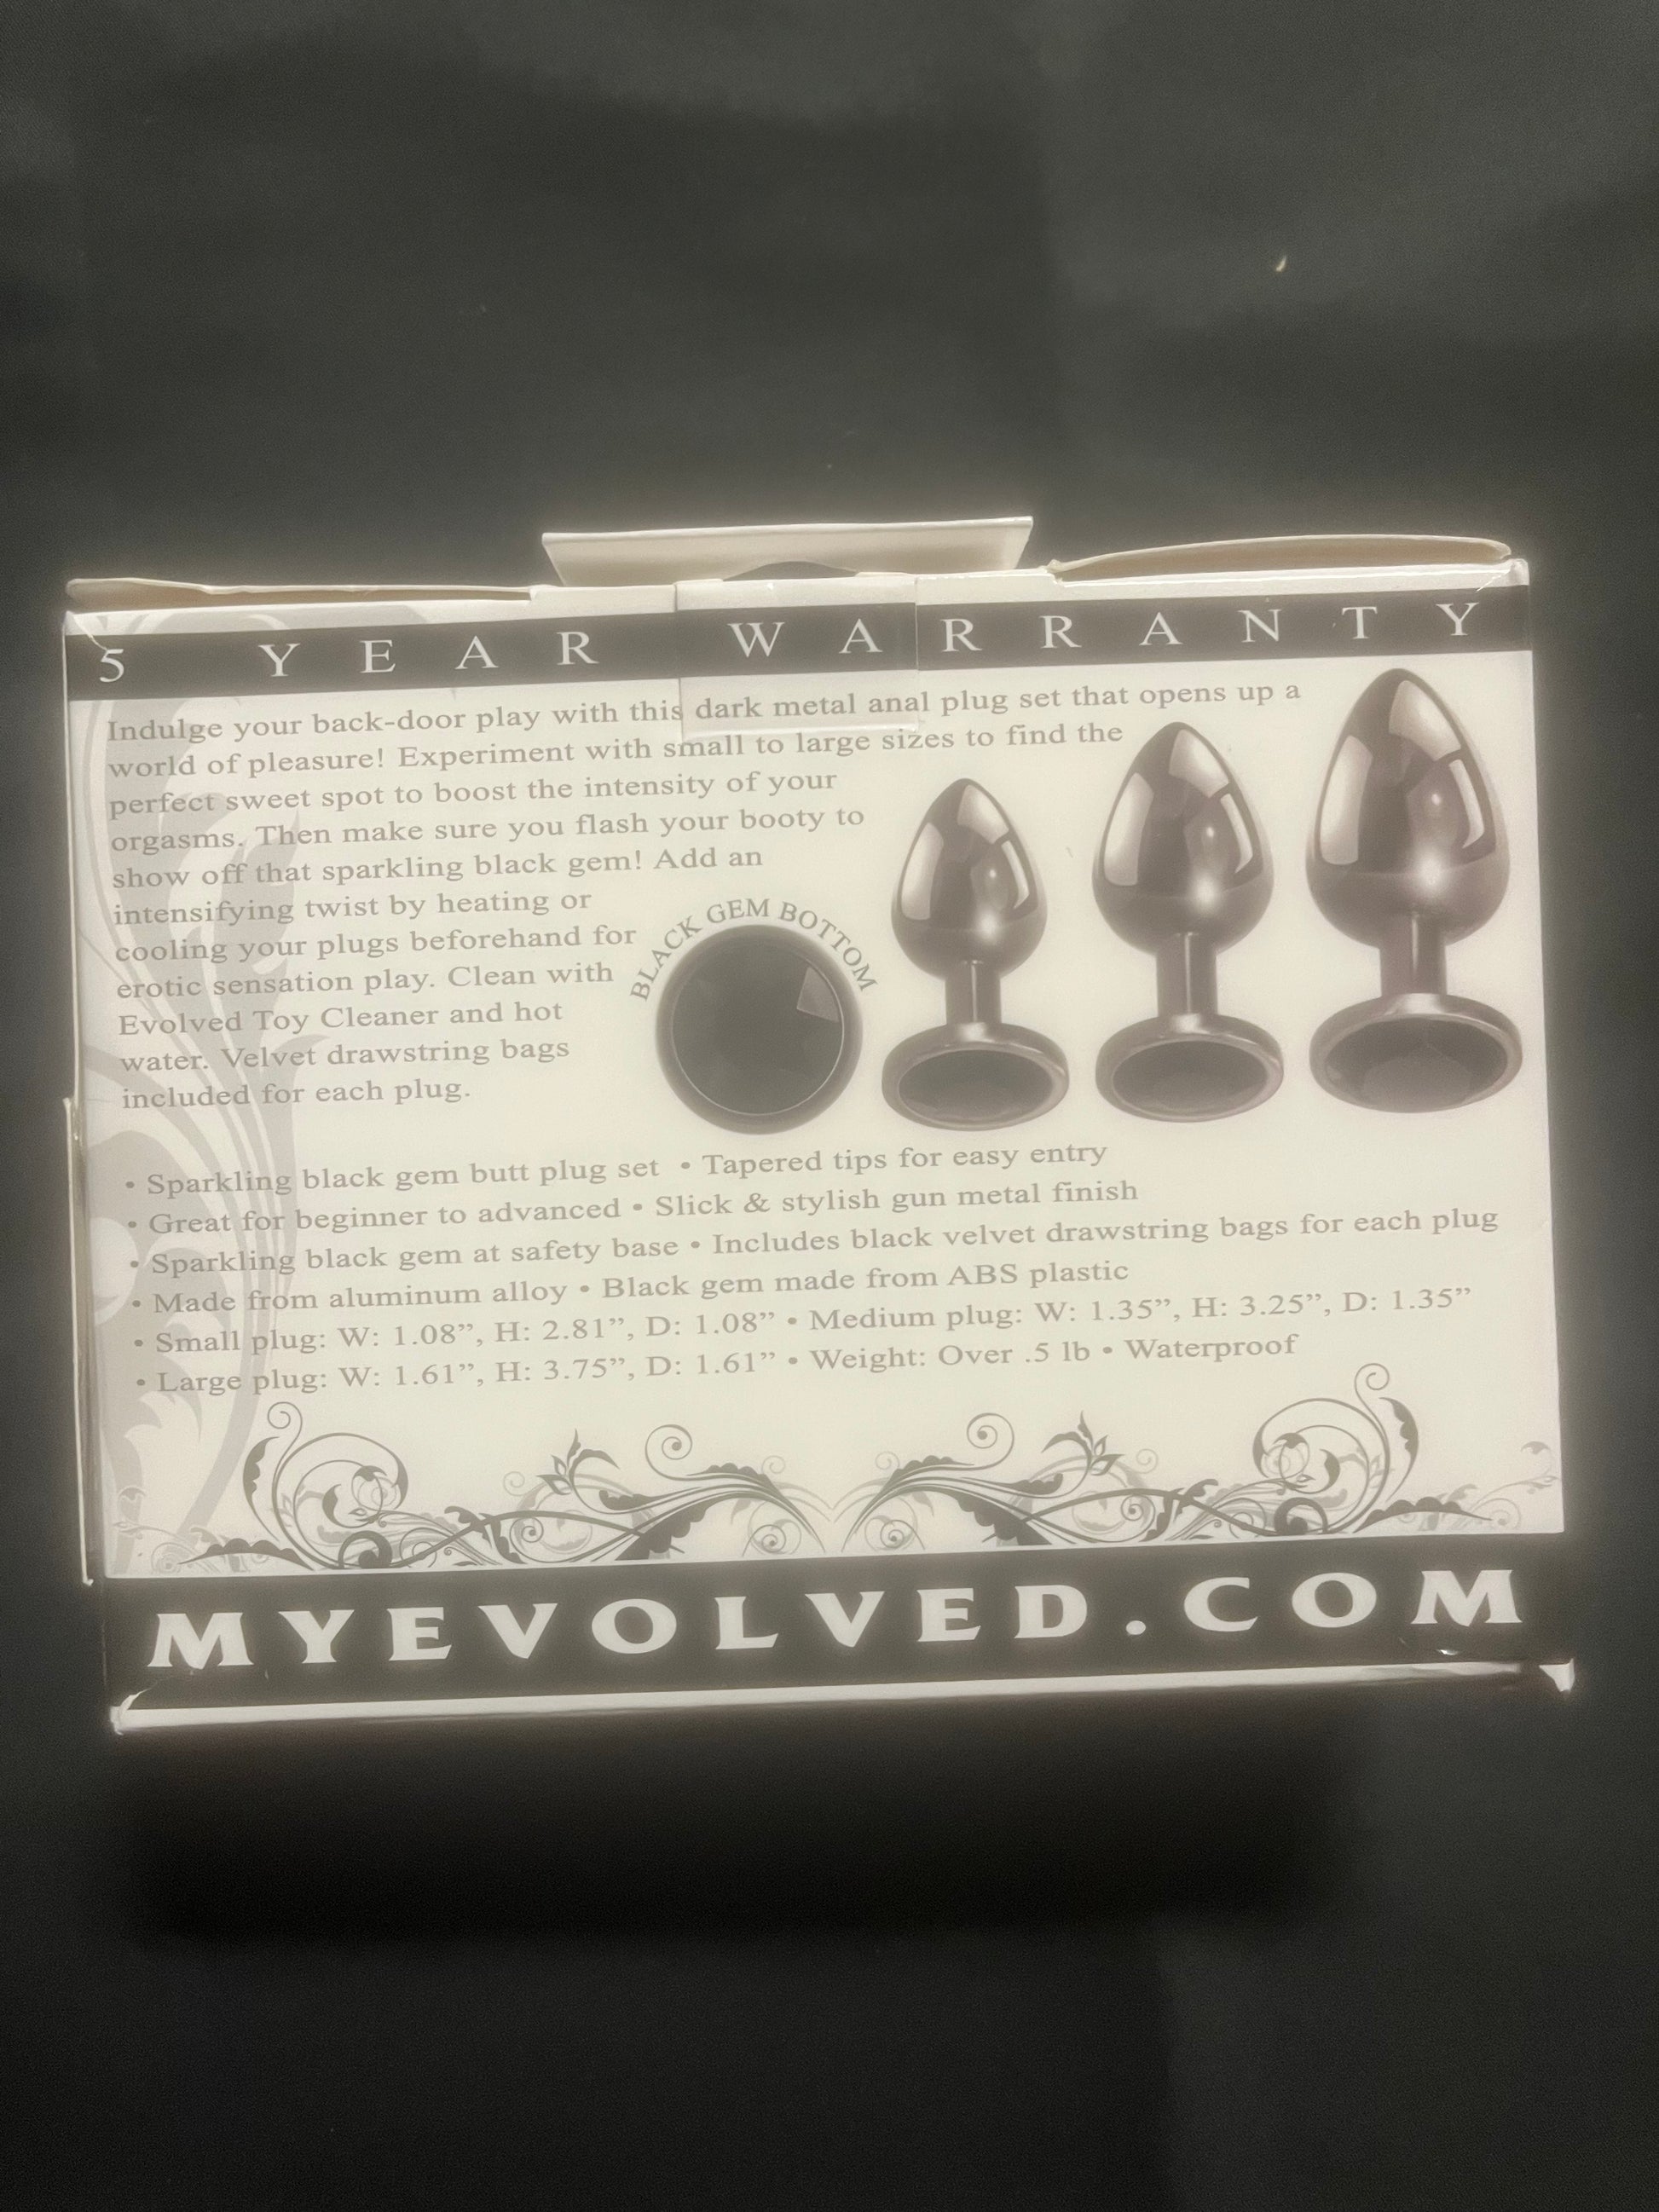 5 YEAR WARRANTY
Indulge your back-door play with this dark metal anal plug set that opens up a
world of pleasure! Experiment with small to large sizes to find the
perfect sweet spot to boost the intensity of your
orgasms. Then make sure you flash your booty to
show off that sparkling black gem! Add an
intensifying twist by heating or
cooling your plugs beforehand for
erotic sensation play. Clean with
Evolved Toy Cleaner and hot
water. Velvet drawstring bags
included for each plug.
BLACK GEM BOTTOM
• Sparkling black gem butt plug set • Tapered tips for easy entry
• Great for beginner to advanced • Slick & stylish gun metal finish
• Sparkling black gem at safety base • Includes black velvet drawstring bags for each plug
• Made from aluminum alloy • Black gem made from ABS plastic
• Small plug: W: 1.08”, H: 2.81”, D: 1.08” • Medium plug: W: 1.35”, H: 3.25”, D: 1.35”
• Large plug: W: 1.61”, H: 3.75”, D: 1.61” • Weight: Over .5 lb • Waterproof
MYEVOLVED.COM